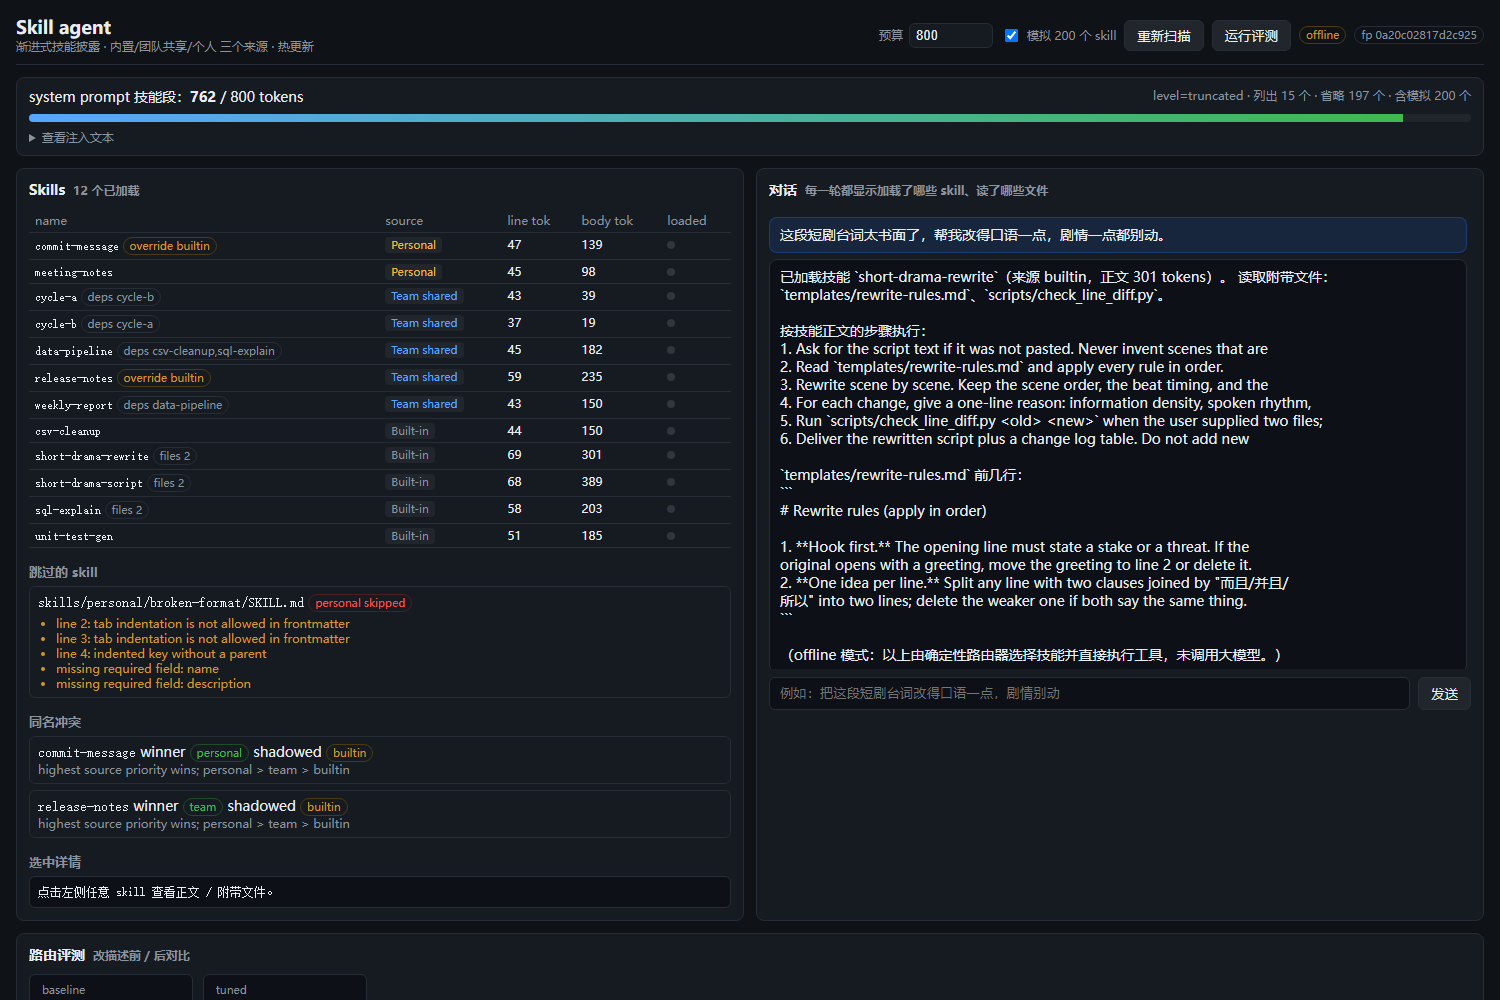 Skill agent
渐进式技能披露 · 内置/团队共享/个人 三个来源 · 热更新
预算 800 模拟 200 个 skill 重新扫描 运行评测 offline fp 0a20c02817d2c925
system prompt 技能段：762 / 800 tokens
level=truncated · 列出 15 个 · 省略 197 个 · 含模拟 200 个
查看注入文本
Skills 12 个已加载
name source line tok body tok loaded
commit-message override builtin Personal 47 139
meeting-notes Personal 45 98
cycle-a deps cycle-b Team shared 43 39
cycle-b deps cycle-a Team shared 37 19
data-pipeline deps csv-cleanup,sql-explain Team shared 45 182
release-notes override builtin Team shared 59 235
weekly-report deps data-pipeline Team shared 43 150
csv-cleanup Built-in 44 150
short-drama-rewrite files 2 Built-in 69 301
short-drama-script files 2 Built-in 68 389
sql-explain files 2 Built-in 58 203
unit-test-gen Built-in 51 185
跳过的 skill
skills/personal/broken-format/SKILL.md personal skipped
• line 2: tab indentation is not allowed in frontmatter
• line 3: tab indentation is not allowed in frontmatter
• line 4: indented key without a parent
• missing required field: name
• missing required field: description
同名冲突
commit-message winner personal shadowed builtin
highest source priority wins; personal > team > builtin
release-notes winner team shadowed builtin
highest source priority wins; personal > team > builtin
选中详情
点击左侧任意 skill 查看正文 / 附带文件。
对话 每一轮都显示加载了哪些 skill、读了哪些文件
这段短剧台词太书面了，帮我改得口语一点，剧情一点都别动。
已加载技能 `short-drama-rewrite`（来源 builtin，正文 301 tokens）。 读取附带文件：
`templates/rewrite-rules.md`、`scripts/check_line_diff.py`。
按技能正文的步骤执行：
1. Ask for the script text if it was not pasted. Never invent scenes that are
2. Read `templates/rewrite-rules.md` and apply every rule in order.
3. Rewrite scene by scene. Keep the scene order, the beat timing, and the
4. For each change, give a one-line reason: information density, spoken rhythm,
5. Run `scripts/check_line_diff.py <old> <new>` when the user supplied two files;
6. Deliver the rewritten script plus a change log table. Do not add new
`templates/rewrite-rules.md` 前几行：
```
# Rewrite rules (apply in order)
1. **Hook first.** The opening line must state a stake or a threat. If the
original opens with a greeting, move the greeting to line 2 or delete it.
2. **One idea per line.** Split any line with two clauses joined by "而且/并且/
所以" into two lines; delete the weaker one if both say the same thing.
```
（offline 模式：以上由确定性路由器选择技能并直接执行工具，未调用大模型。）
例如：把这段短剧台词改得口语一点，剧情别动
发送
路由评测 改描述前 / 后对比
baseline tuned